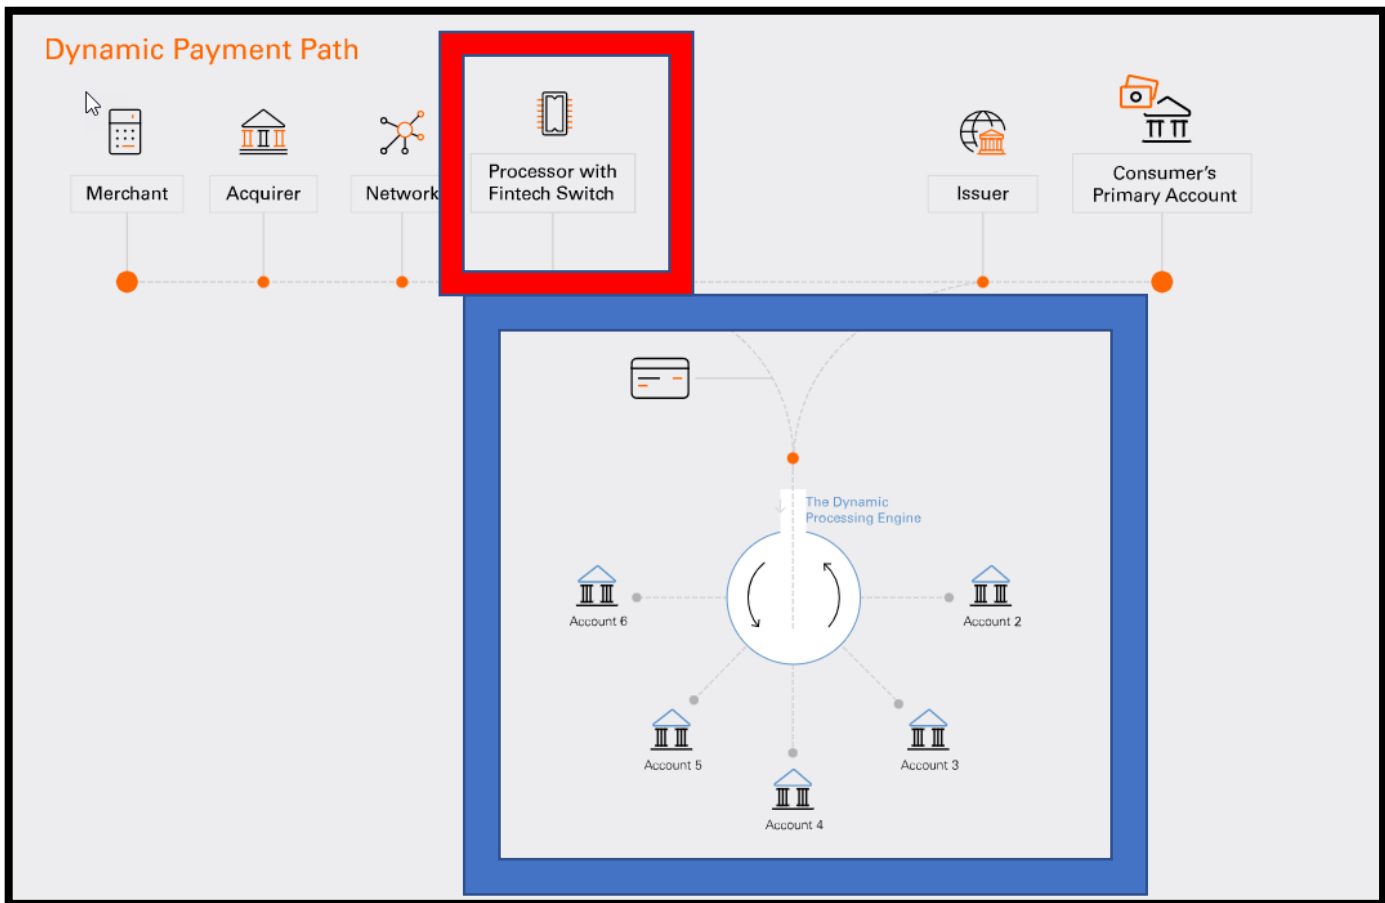 Dynamic Payment Path
Merchant
Acquirer
Network
Processor with
Fintech Switch
Issuer
Consumer's
Primary Account
The Dynamic
Processing Engine
Account 6
Account 2
Account 5
Account 3
Account 4